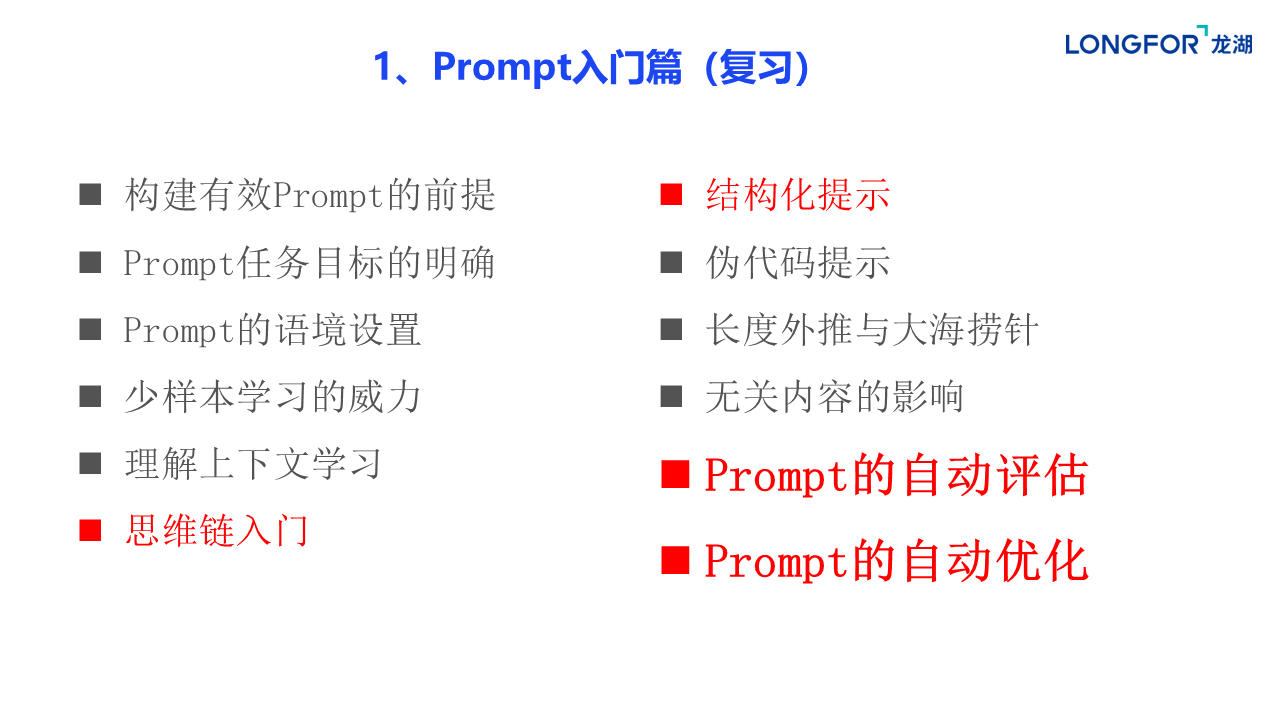 1、Prompt入门篇（复习）
LONGFOR 龙湖
构建有效Prompt的前提
Prompt任务目标的明确
Prompt的语境设置
少样本学习的威力
理解上下文学习
思维链入门
结构化提示
伪代码提示
长度外推与大海捞针
无关内容的影响
Prompt的自动评估
Prompt的自动优化